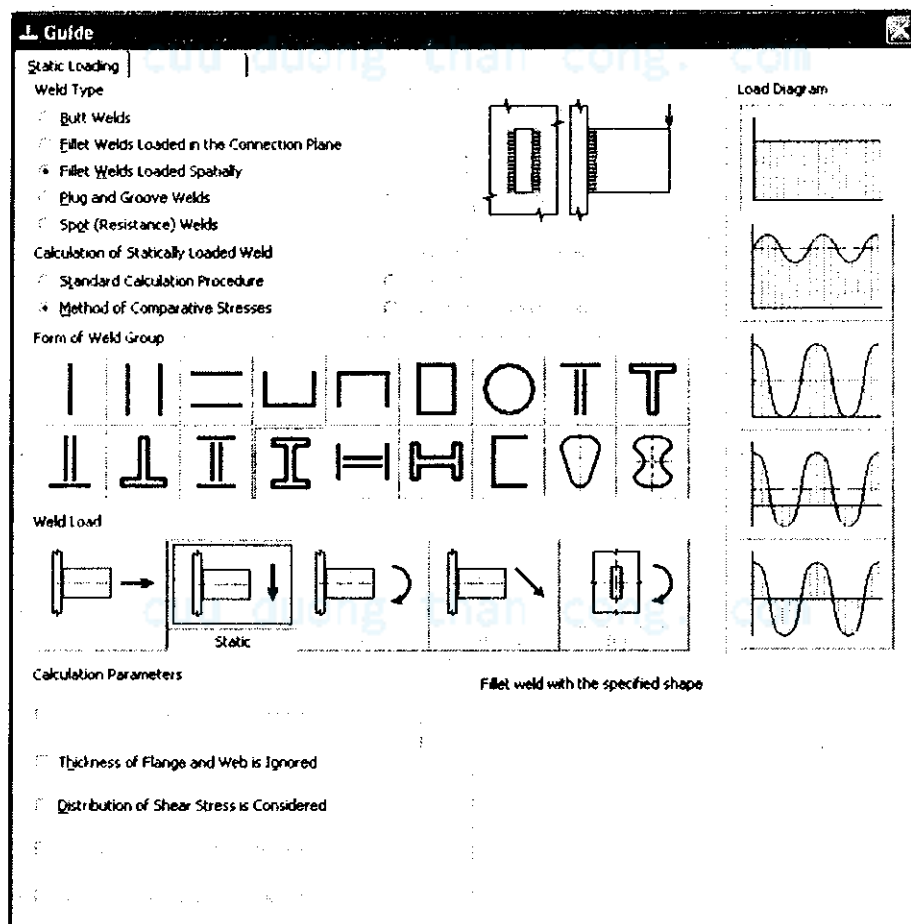 Guide
cuu duong than cong. com
Static Loading
Weld Type
Load Diagram
Butt Welds
Fillet Welds Loaded in the Connection Plane
Fillet Welds Loaded Spatially
Plug and Groove Welds
Spot (Resistance) Welds
Calculation of Statically Loaded Weld
Standard Calculation Procedure
Method of Comparative Stresses
Form of Weld Group
Weld Load
cuu duong than cong. com
Static
Calculation Parameters
Fillet weld with the specified shape
Thickness of Flange and Web is Ignored
Distribution of Shear Stress is Considered